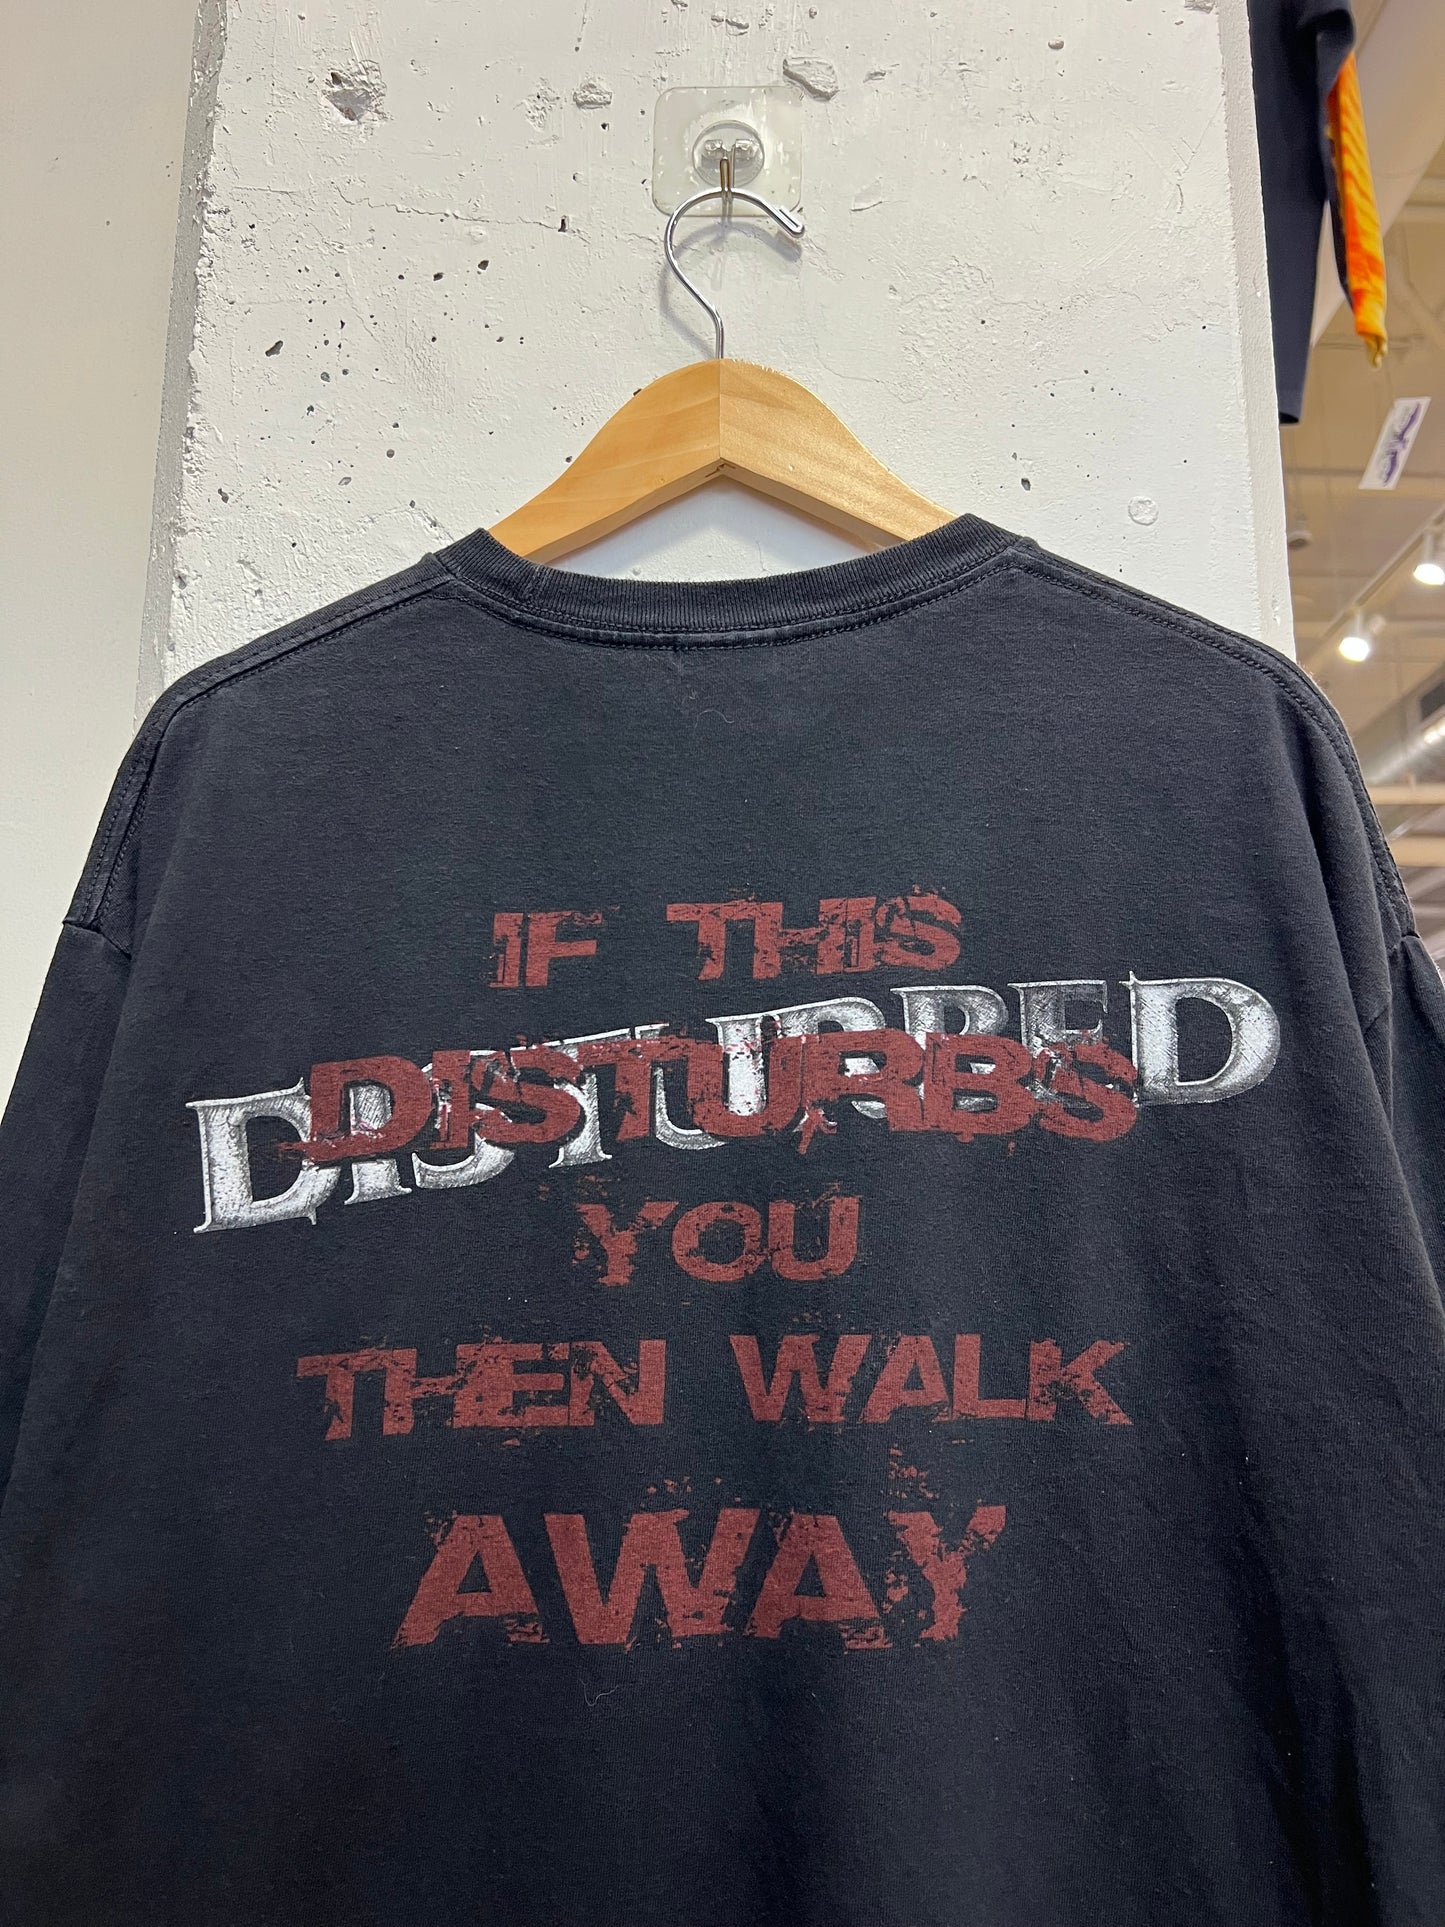 IF THIS
DISTURBED
DISTURBS
YOU
THEN WALK
AWAY